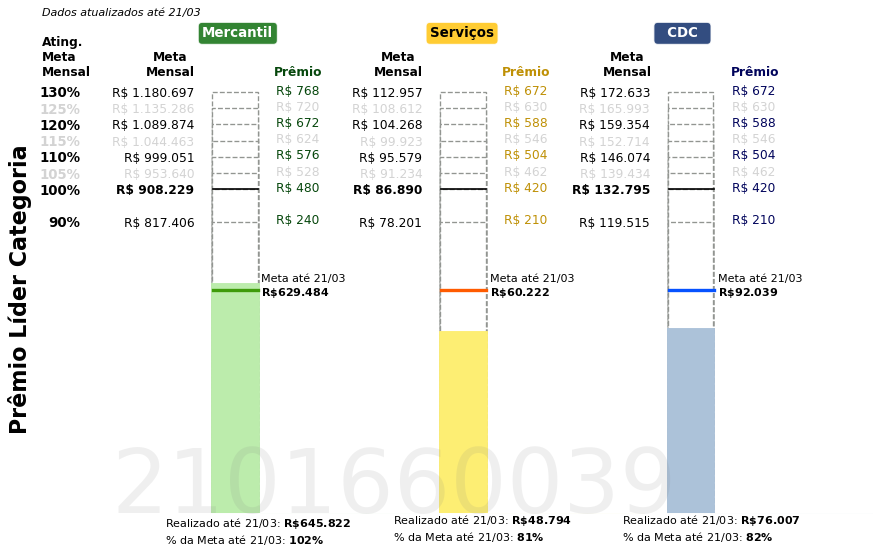 Dados atualizados até 21/03
Mercantil Serviços CDC
Ating. Meta Mensal Meta Mensal Prêmio Meta Mensal Prêmio Meta Mensal Prêmio
130% R$ 1.180.697 R$ 768 R$ 112.957 R$ 672 R$ 172.633 R$ 672
125% R$ 1.135.286 R$ 720 R$ 108.612 R$ 630 R$ 165.993 R$ 630
120% R$ 1.089.874 R$ 672 R$ 104.268 R$ 588 R$ 159.354 R$ 588
115% R$ 1.044.463 R$ 624 R$ 99.923 R$ 546 R$ 152.714 R$ 546
110% R$ 999.051 R$ 576 R$ 95.579 R$ 504 R$ 146.074 R$ 504
105% R$ 953.640 R$ 528 R$ 91.234 R$ 462 R$ 139.434 R$ 462
100% R$ 908.229 R$ 480 R$ 86.890 R$ 420 R$ 132.795 R$ 420
90% R$ 817.406 R$ 240 R$ 78.201 R$ 210 R$ 119.515 R$ 210
Meta até 21/03 Meta até 21/03 Meta até 21/03
R$629.484 R$60.222 R$92.039
Prêmio Líder Categoria
2101660039
Realizado até 21/03: R$645.822 Realizado até 21/03: R$48.794 Realizado até 21/03: R$76.007
% da Meta até 21/03: 102% % da Meta até 21/03: 81% % da Meta até 21/03: 82%